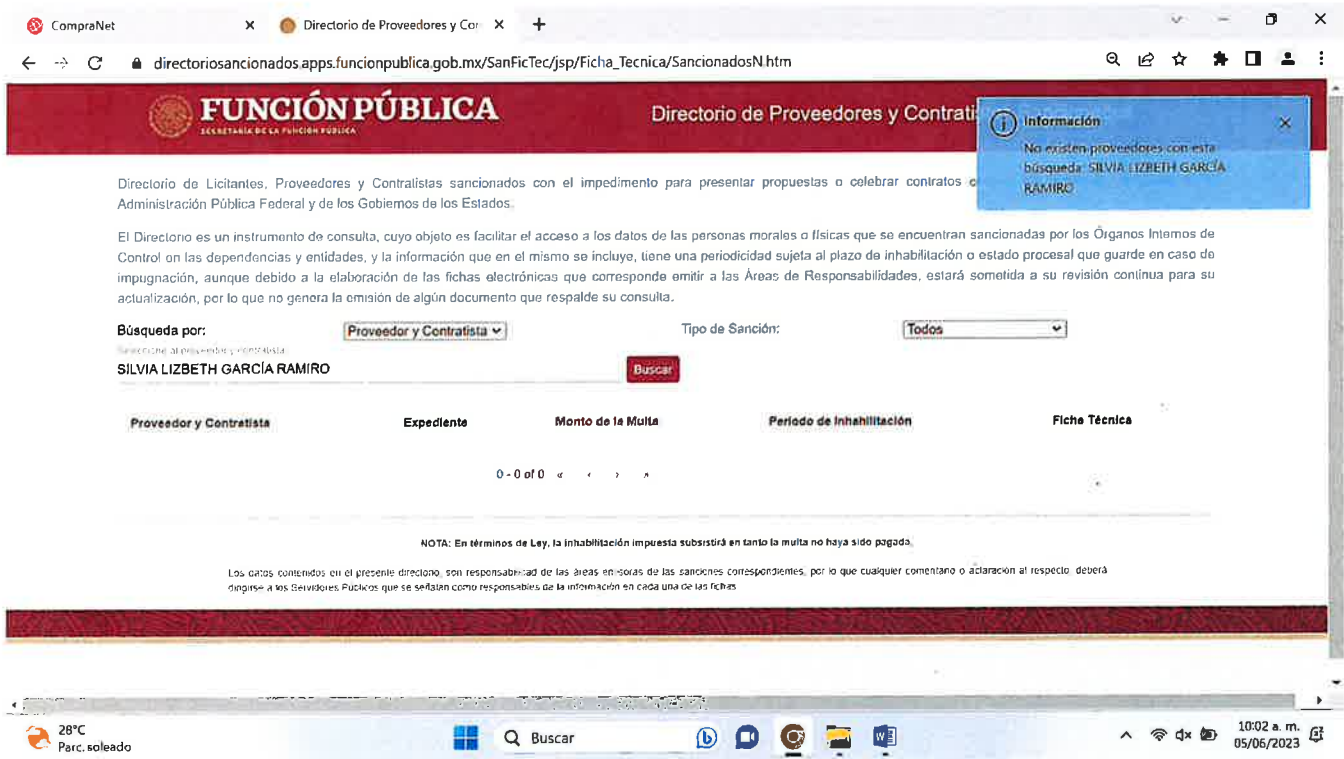 CompraNet
Directorio de Proveedores y Con
directoriosancionados.apps.funcionpublica.gob.mx/SanFicTec/jsp/Ficha_Tecnica/SancionadosN.htm
FUNCIÓN PÚBLICA
SECRETARÍA DE LA FUNCIÓN PÚBLICA
Directorio de Proveedores y Contratis
Información
No existen proveedores con esta
búsqueda: SILVIA LIZBETH GARCÍA
RAMIRO
Directorio de Licitantes, Proveedores y Contratistas sancionados con el impedimento para presentar propuestas o celebrar contratos c
Administración Pública Federal y de los Gobiernos de los Estados.
El Directorio es un instrumento de consulta, cuyo objeto es facilitar el acceso a los datos de las personas morales o físicas que se encuentran sancionadas por los Órganos Internos de
Control en las dependencias y entidades, y la información que en el mismo se incluye, tiene una periodicidad sujeta al plazo de inhabilitación o estado procesal que guarde en caso de
impugnación, aunque debido a la elaboración de las fichas electrónicas que corresponde emitir a las Áreas de Responsabilidades, estará sometida a su revisión continua para su
actualización, por lo que no genera la emisión de algún documento que respalde su consulta.
Búsqueda por:
Proveedor y Contratista
Tipo de Sanción:
Todos
al proveedor y contratista
SILVIA LIZBETH GARCÍA RAMIRO
Buscar
Proveedor y Contratista Expediente Monto de la Multa Periodo de Inhabilitación Ficha Técnica
0 - 0 of 0 « ‹ › »
NOTA: En términos de Ley, la inhabilitación impuesta subsistirá en tanto la multa no haya sido pagada.
Los datos contenidos en el presente directorio, son responsabilidad de las áreas emisoras de las sanciones correspondientes, por lo que cualquier comentario o aclaración al respecto, deberá
dirigirse a los Servidores Públicos que se señalan como responsables de la información en cada una de las fichas
28°C
Parc. soleado
Buscar
10:02 a. m.
05/06/2023